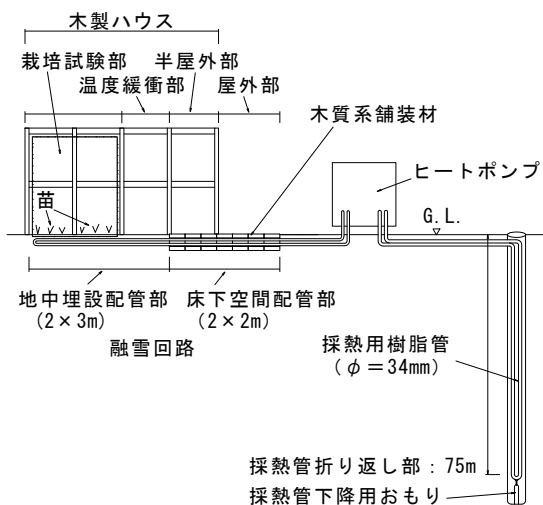 木製ハウス
栽培試験部
半屋外部
温度緩衝部
屋外部
木質系舗装材
ヒートポンプ
苗
G.L.
地中埋設配管部
(2×3m)
床下空間配管部
(2×2m)
融雪回路
採熱用樹脂管
(φ=34mm)
採熱管折り返し部:75m
採熱管下降用おもり